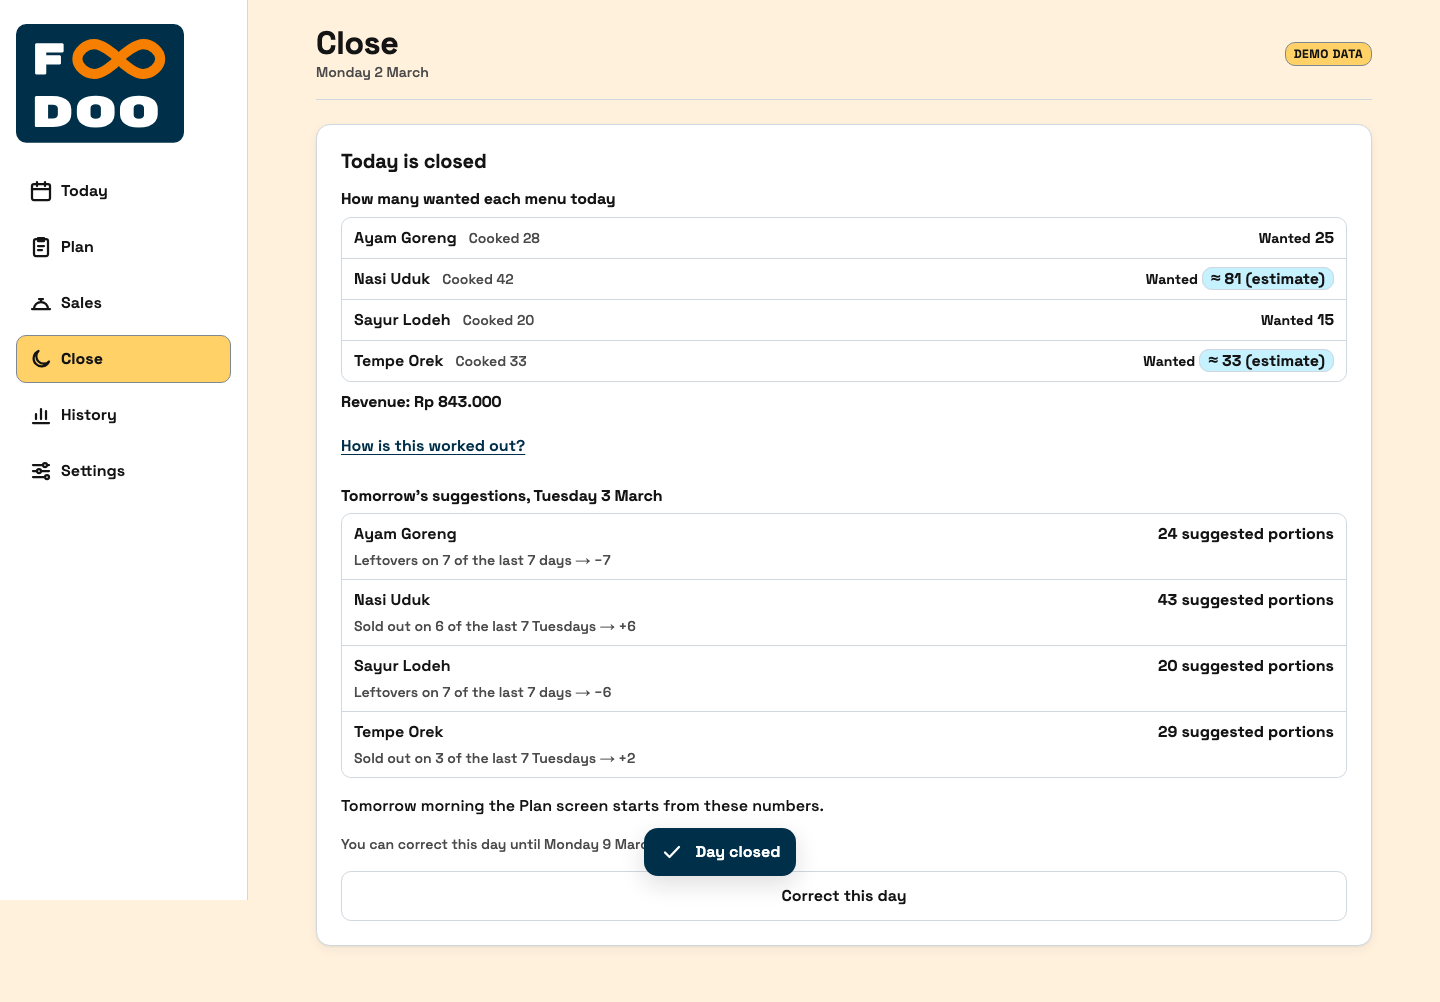 F∞
DOO
Today
Plan
Sales
Close
History
Settings
Close
Monday 2 March
DEMO DATA
Today is closed
How many wanted each menu today
Ayam Goreng Cooked 28 Wanted 25
Nasi Uduk Cooked 42 Wanted ≈ 81 (estimate)
Sayur Lodeh Cooked 20 Wanted 15
Tempe Orek Cooked 33 Wanted ≈ 33 (estimate)
Revenue: Rp 843.000
How is this worked out?
Tomorrow's suggestions, Tuesday 3 March
Ayam Goreng 24 suggested portions
Leftovers on 7 of the last 7 days → −7
Nasi Uduk 43 suggested portions
Sold out on 6 of the last 7 Tuesdays → +6
Sayur Lodeh 20 suggested portions
Leftovers on 7 of the last 7 days → −6
Tempe Orek 29 suggested portions
Sold out on 3 of the last 7 Tuesdays → +2
Tomorrow morning the Plan screen starts from these numbers.
You can correct this day until Monday 9
Day closed
Correct this day